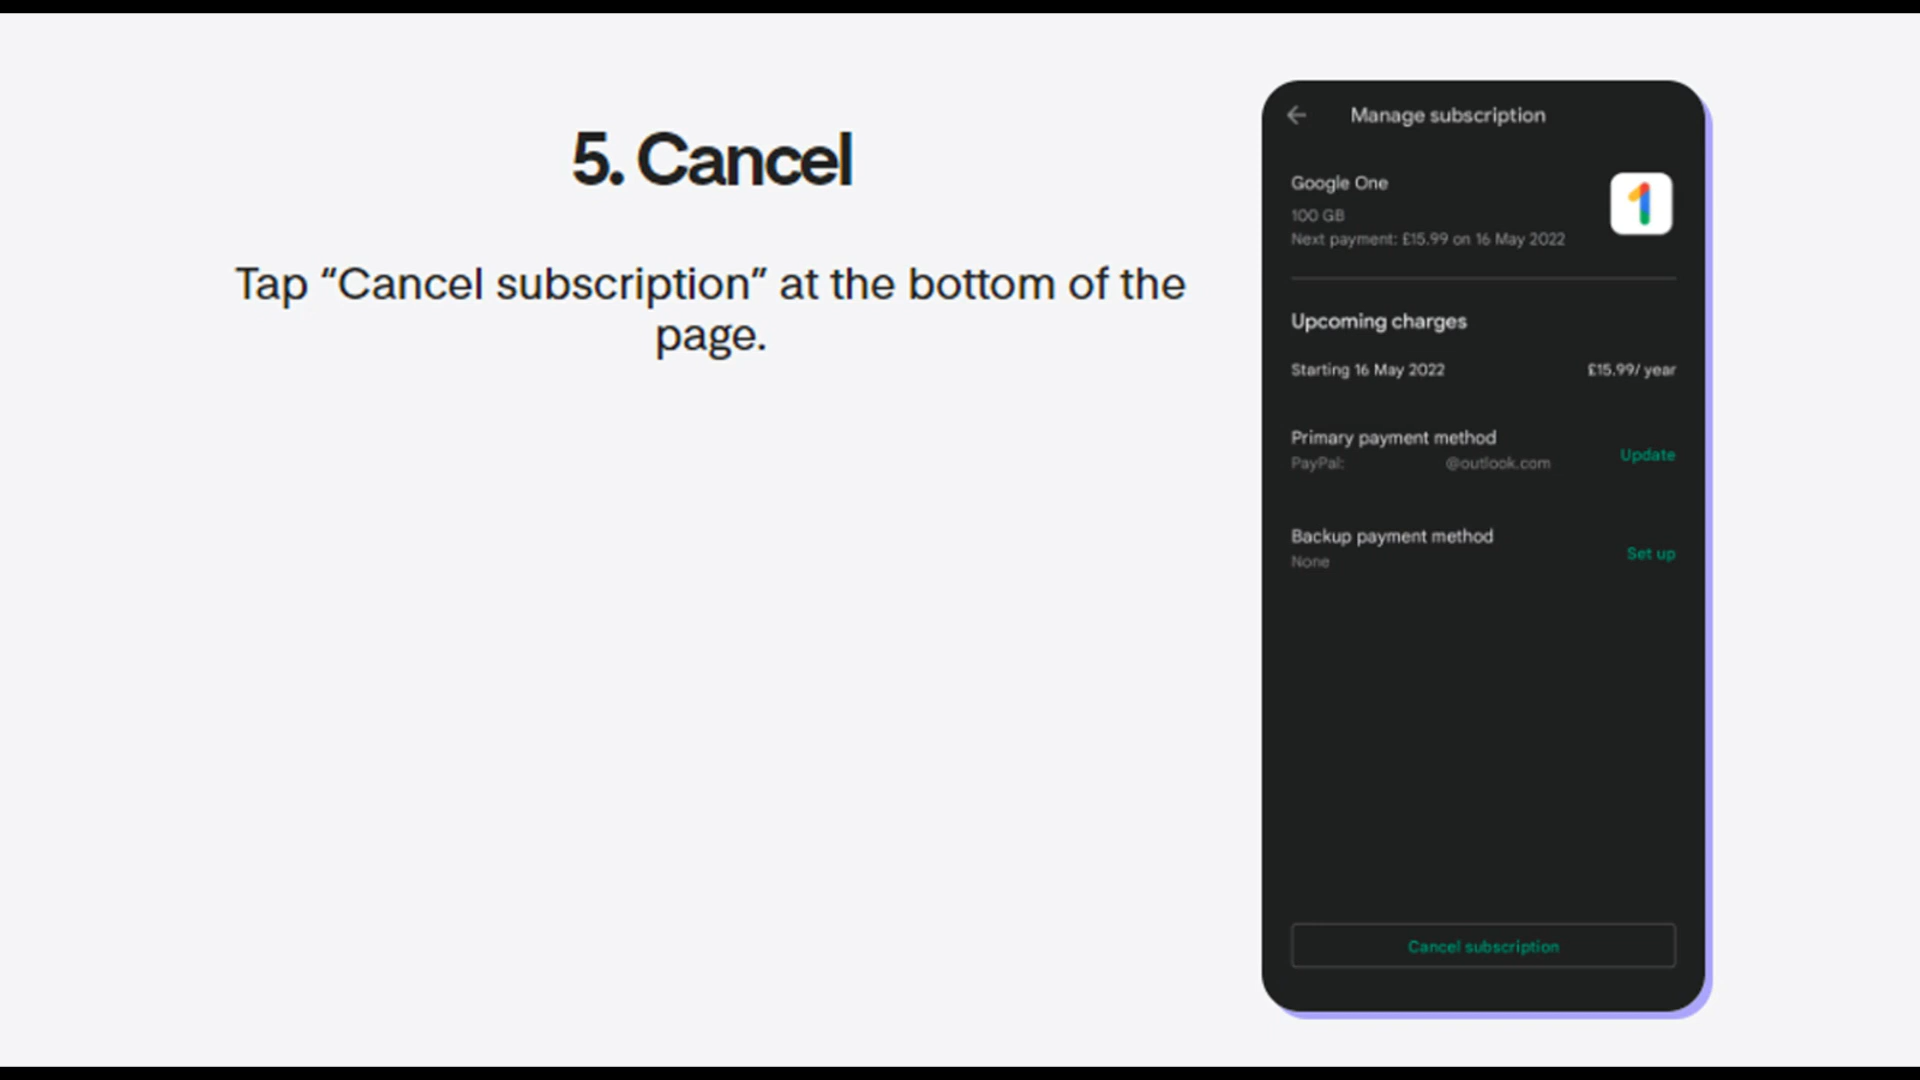 5. Cancel
Tap “Cancel subscription” at the bottom of the
page.
Manage subscription
Google One
100 GB
Next payment: £15.99 on 16 May 2022
Upcoming charges
Starting 16 May 2022 £15.99/ year
Primary payment method
PayPal: @outlook.com
Update
Backup payment method
None
Set up
Cancel subscription